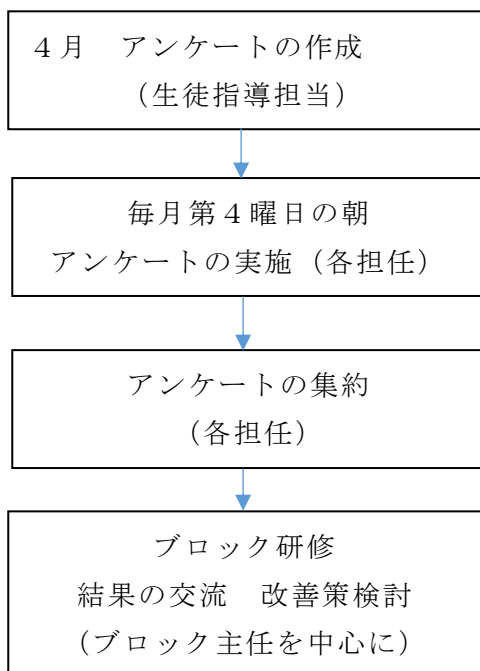 ４月　アンケートの作成
（生徒指導担当）
毎月第４曜日の朝
アンケートの実施（各担任）
アンケートの集約
（各担任）
ブロック研修
結果の交流　改善策検討
（ブロック主任を中心に）